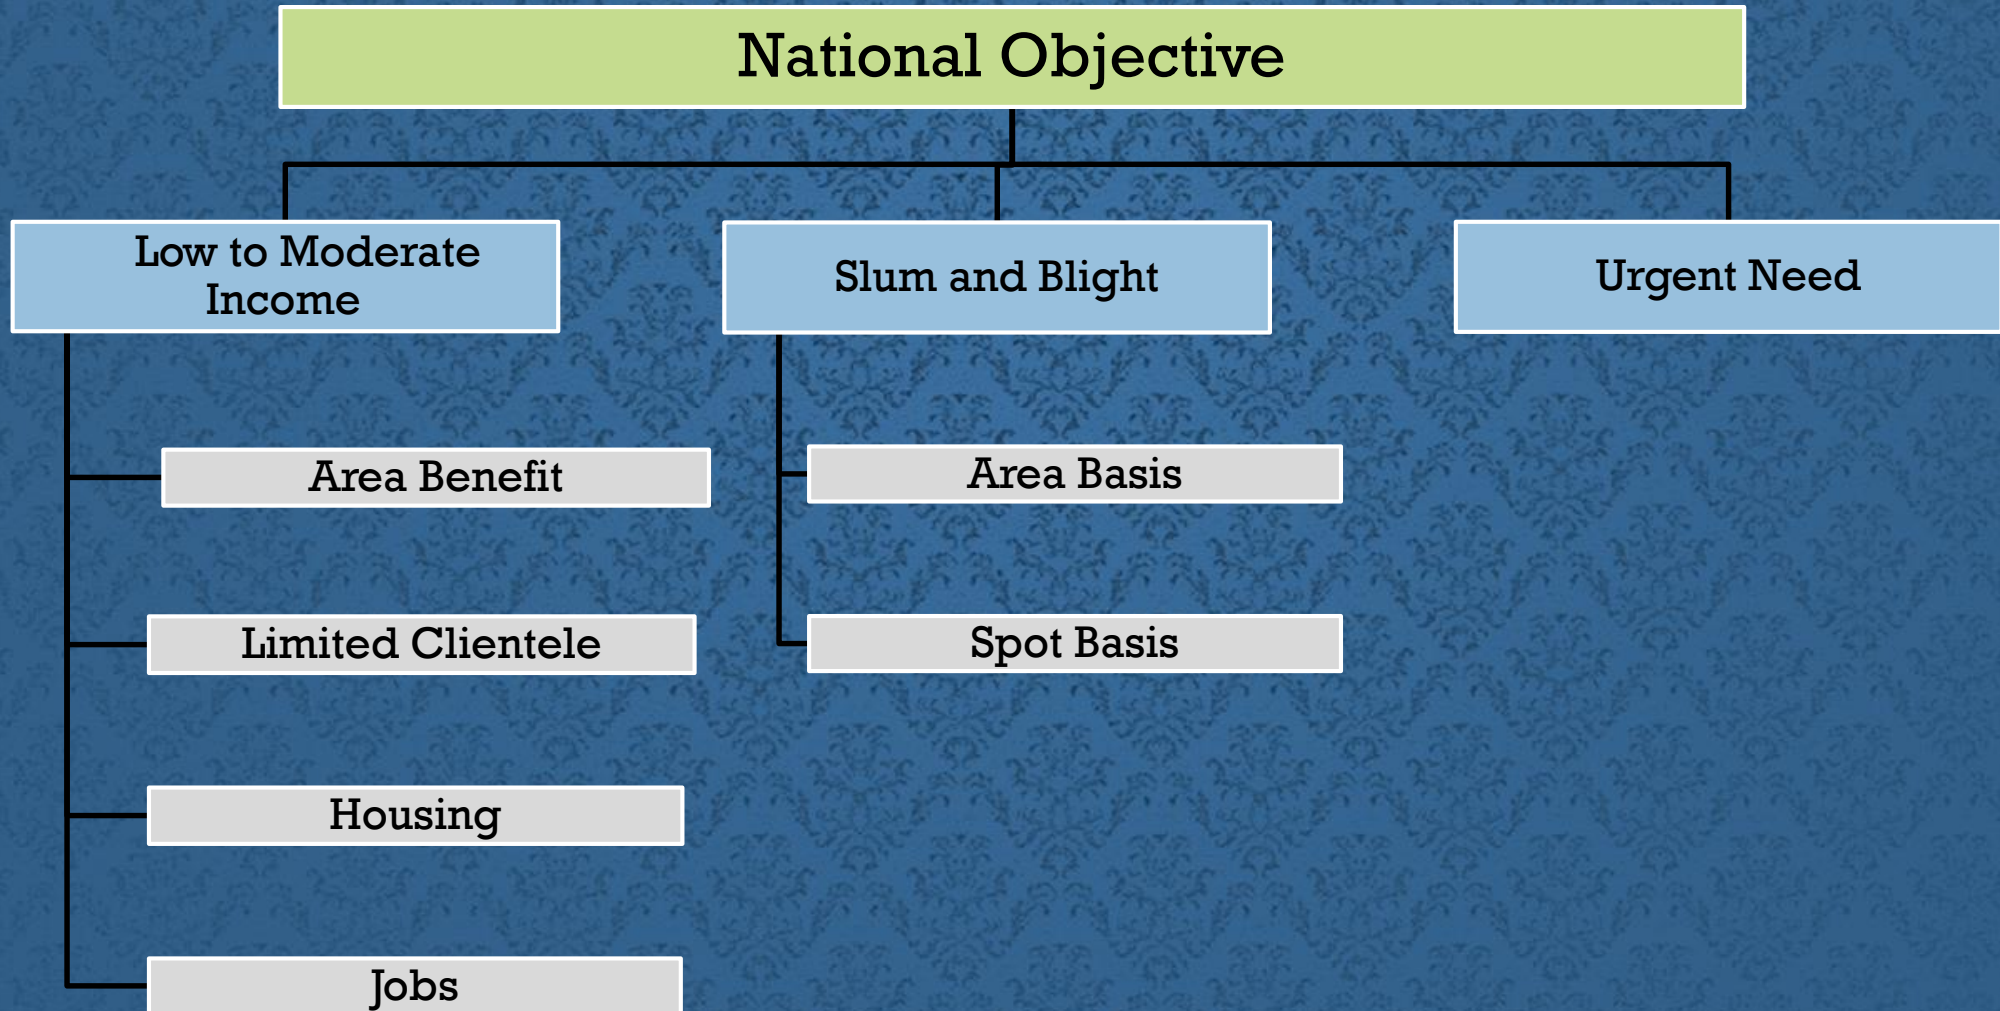 National Objective
Low to Moderate
Income
Slum and Blight
Urgent Need
Area Benefit
Limited Clientele
Housing
Jobs
Area Basis
Spot Basis